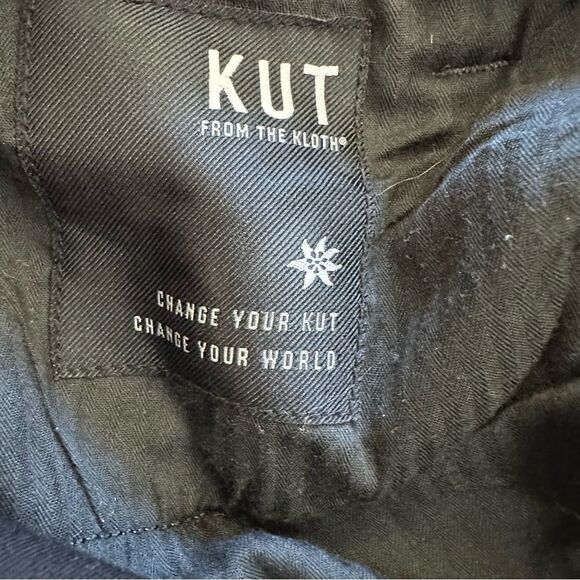 KUT
FROM THE KLOTH®
CHANGE YOUR KUT
CHANGE YOUR WORLD